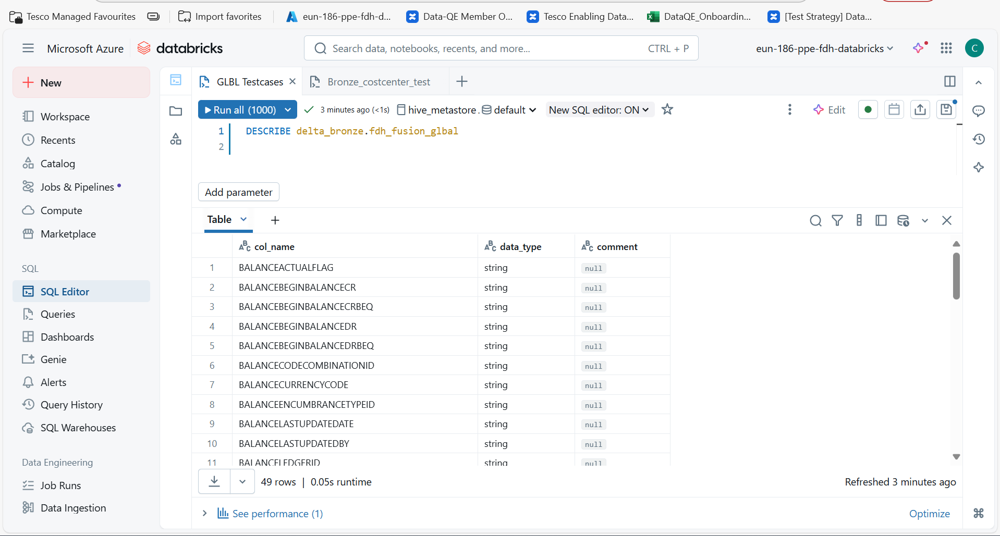 Tesco Managed Favourites
Import favorites
eun-186-ppe-fdh-d...
Data-QE Member O...
Tesco Enabling Data...
DataQE_Onboardin...
[Test Strategy] Data...
Microsoft Azure
databricks
Search data, notebooks, recents, and more...
CTRL + P
eun-186-ppe-fdh-databricks
C
New
Workspace
Recents
Catalog
Jobs & Pipelines
Compute
Marketplace
SQL
SQL Editor
Queries
Dashboards
Genie
Alerts
Query History
SQL Warehouses
Data Engineering
Job Runs
Data Ingestion
GLBL Testcases
Bronze_costcenter_test
Run all (1000)
3 minutes ago (<1s)
hive_metastore.
default
New SQL editor: ON
Edit
1 DESCRIBE delta_bronze.fdh_fusion_glbal
2
Add parameter
Table
col_name data_type comment
1 BALANCEACTUALFLAG string null
2 BALANCEBEGINBALANCECR string null
3 BALANCEBEGINBALANCECRBEQ string null
4 BALANCEBEGINBALANCEDR string null
5 BALANCEBEGINBALANCEDRBEQ string null
6 BALANCECODECOMBINATIONID string null
7 BALANCECURRENCYCODE string null
8 BALANCEENCUMBRANCETYPEID string null
9 BALANCELASTUPDATEDATE string null
10 BALANCELASTUPDATEDBY string null
11 BALANCELEDGERID string null
49 rows | 0.05s runtime
Refreshed 3 minutes ago
See performance (1)
Optimize